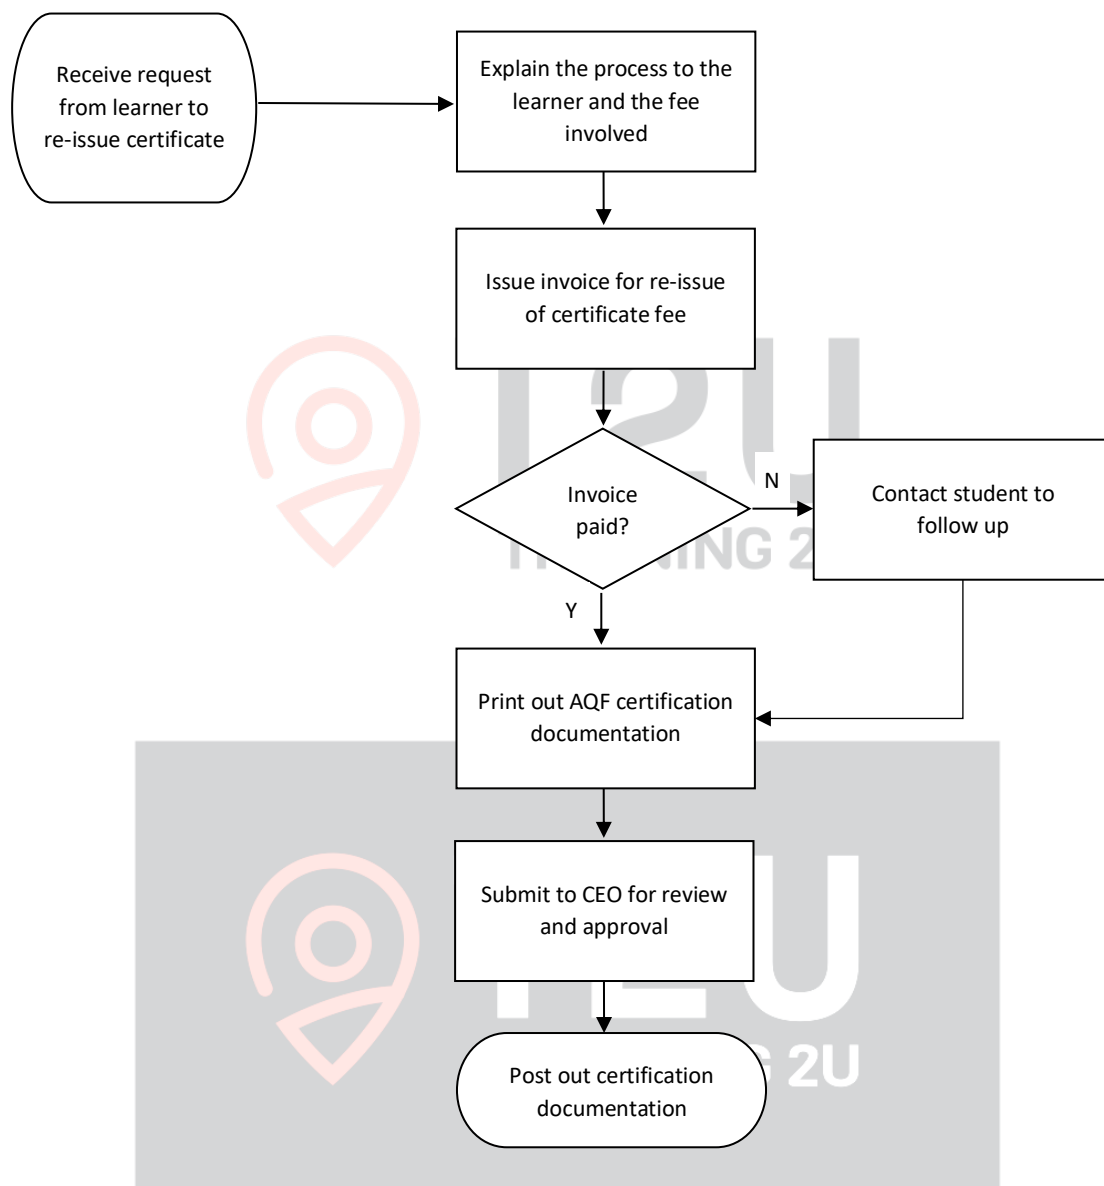 Receive request
from learner to
re-issue certificate
Explain the process to the
learner and the fee
involved
Issue invoice for re-issue
of certificate fee
Invoice
paid?
N
Contact student to
follow up
Y
Print out AQF certification
documentation
Submit to CEO for review
and approval
Post out certification
documentation
2U
2U